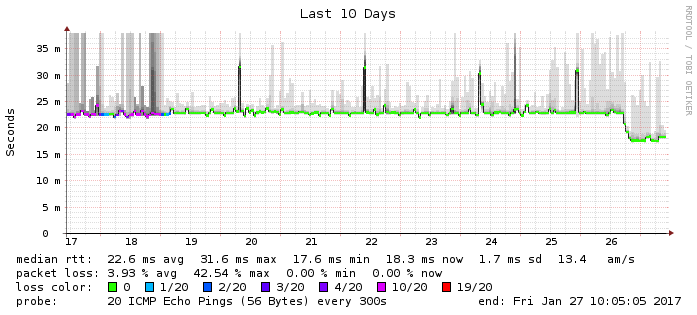 Last 10 Days
RRDTOOL / TOBI OETIKER
Seconds
35 m
30 m
25 m
20 m
15 m
10 m
5 m
0
17 18 19 20 21 22 23 24 25 26
median rtt: 22.6 ms avg 31.6 ms max 17.6 ms min 18.3 ms now 1.7 ms sd 13.4 am/s
packet loss: 3.93 % avg 42.54 % max 0.00 % min 0.00 % now
loss color: 0 1/20 2/20 3/20 4/20 10/20 19/20
probe: 20 ICMP Echo Pings (56 Bytes) every 300s end: Fri Jan 27 10:05:05 2017